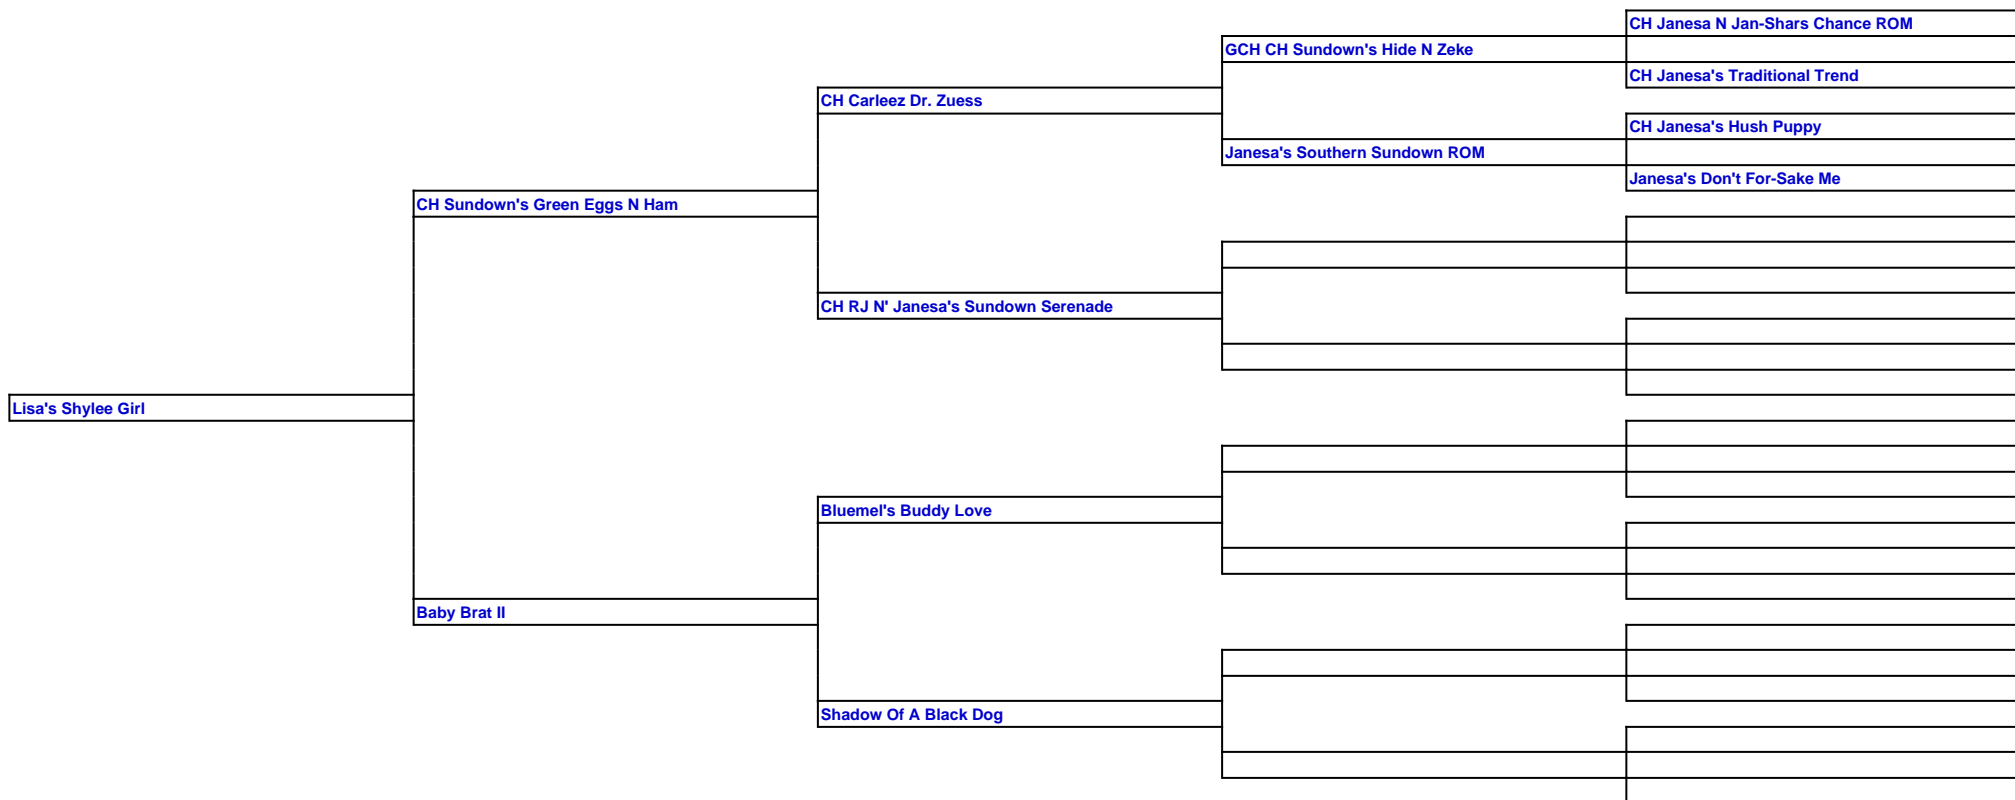 CH Janesa N Jan-Shars Chance ROM
GCH CH Sundown's Hide N Zeke
CH Janesa's Traditional Trend
CH Carleez Dr. Zuess
CH Janesa's Hush Puppy
Janesa's Southern Sundown ROM
Janesa's Don't For-Sake Me
CH Sundown's Green Eggs N Ham
CH RJ N' Janesa's Sundown Serenade
Lisa's Shylee Girl
Bluemel's Buddy Love
Baby Brat II
Shadow Of A Black Dog